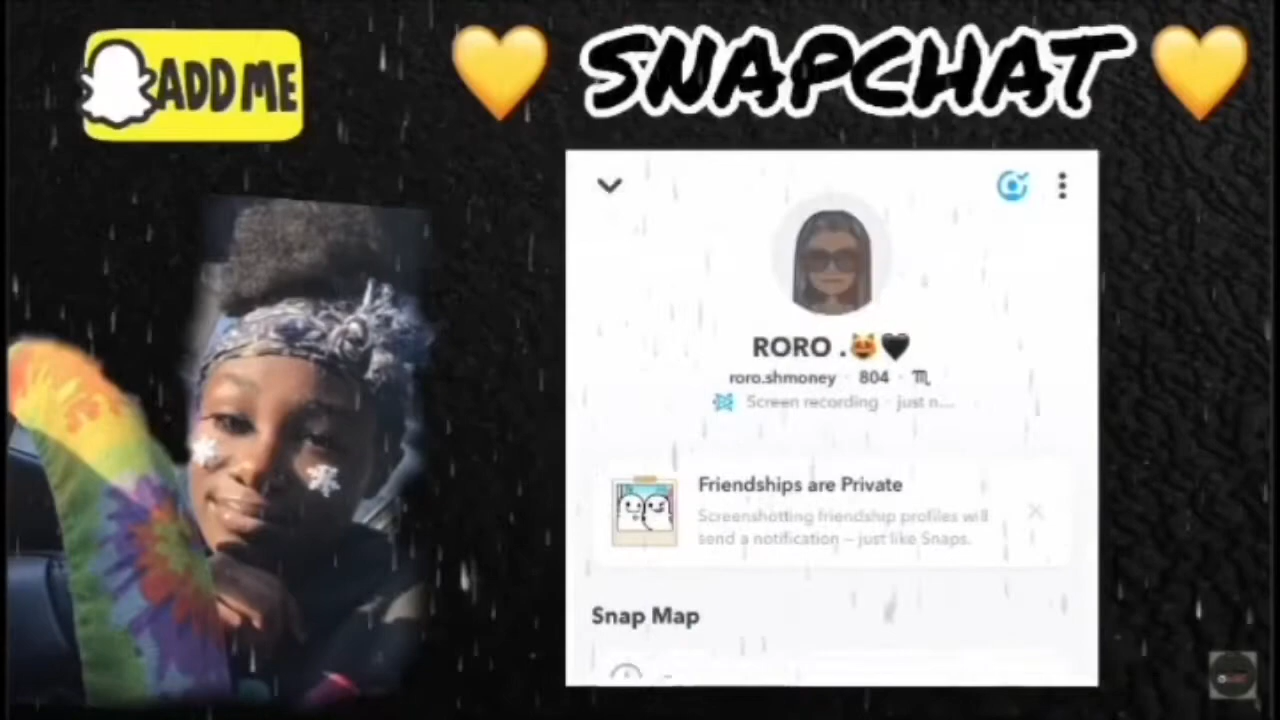 ADD ME
SNAPCHAT
RORO .😻🖤
roro.shmoney · 804 · ♏
Screen recording · just n...
Friendships are Private
Screenshotting friendship profiles will
send a notification – just like Snaps.
Snap Map